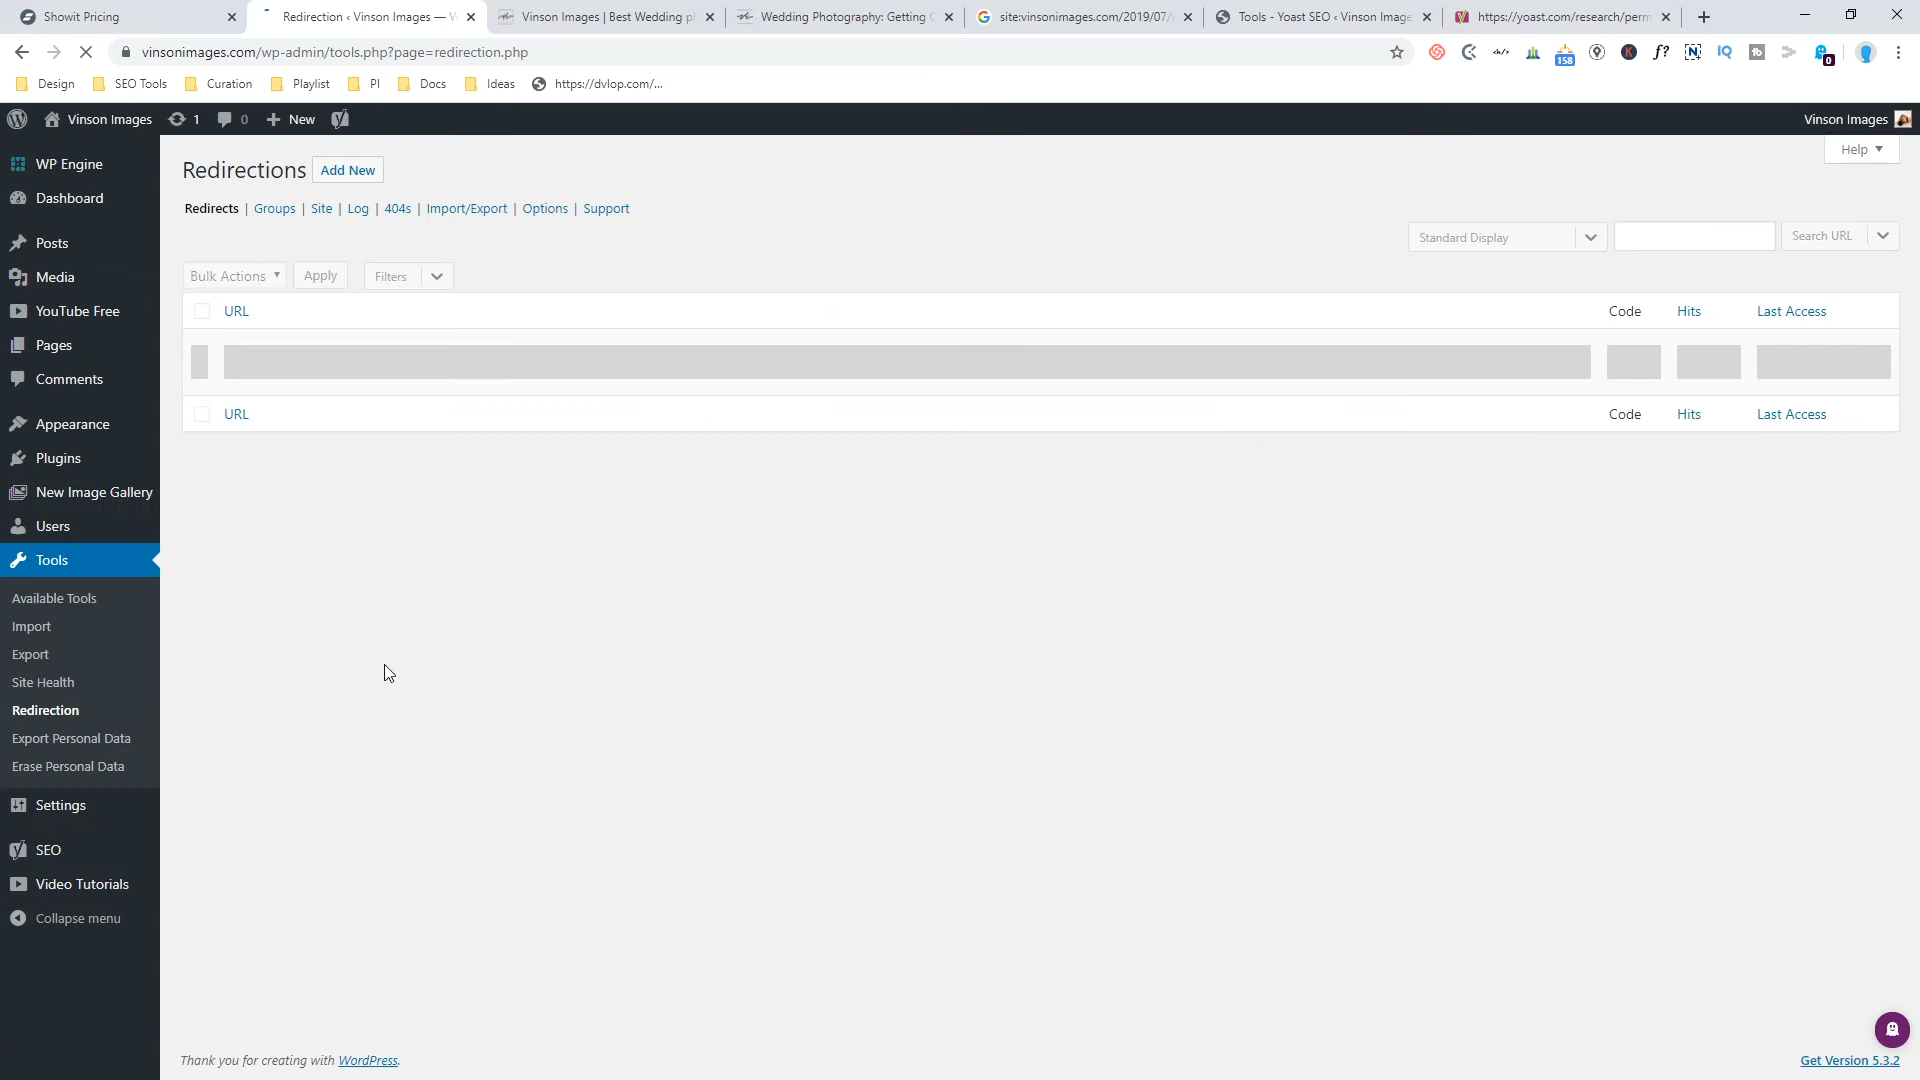 Showit Pricing
Redirection ‹ Vinson Images — W
Vinson Images | Best Wedding p
Wedding Photography: Getting
site:vinsonimages.com/2019/07/
Tools - Yoast SEO ‹ Vinson Image
https://yoast.com/research/perm
vinsonimages.com/wp-admin/tools.php?page=redirection.php
158
0
Design
SEO Tools
Curation
Playlist
PI
Docs
Ideas
https://dvlop.com/...
Vinson Images
1
0
New
Vinson Images
WP Engine
Dashboard
Posts
Media
YouTube Free
Pages
Comments
Appearance
Plugins
New Image Gallery
Users
Tools
Available Tools
Import
Export
Site Health
Redirection
Export Personal Data
Erase Personal Data
Settings
SEO
Video Tutorials
Collapse menu
Help
Redirections
Add New
Redirects | Groups | Site | Log | 404s | Import/Export | Options | Support
Standard Display
Search URL
Bulk Actions
Apply
Filters
URL
Code
Hits
Last Access
URL
Code
Hits
Last Access
Thank you for creating with WordPress.
Get Version 5.3.2